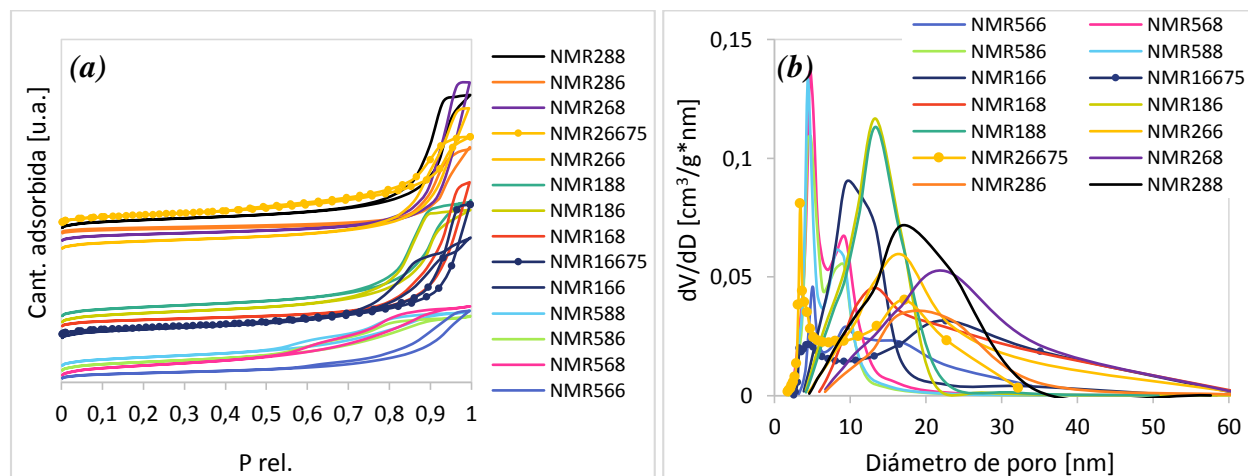 (a)
Cant. adsorbida [u.a.]
0 0,1 0,2 0,3 0,4 0,5 0,6 0,7 0,8 0,9 1
P rel.
NMR288
NMR286
NMR268
NMR26675
NMR266
NMR188
NMR186
NMR168
NMR16675
NMR166
NMR588
NMR586
NMR568
NMR566
(b)
dV/dD [cm³/g*nm]
0,15
0,1
0,05
0
0 10 20 30 40 50 60
Diámetro de poro [nm]
NMR566 NMR568
NMR586 NMR588
NMR166 NMR16675
NMR168 NMR186
NMR188 NMR266
NMR26675 NMR268
NMR286 NMR288